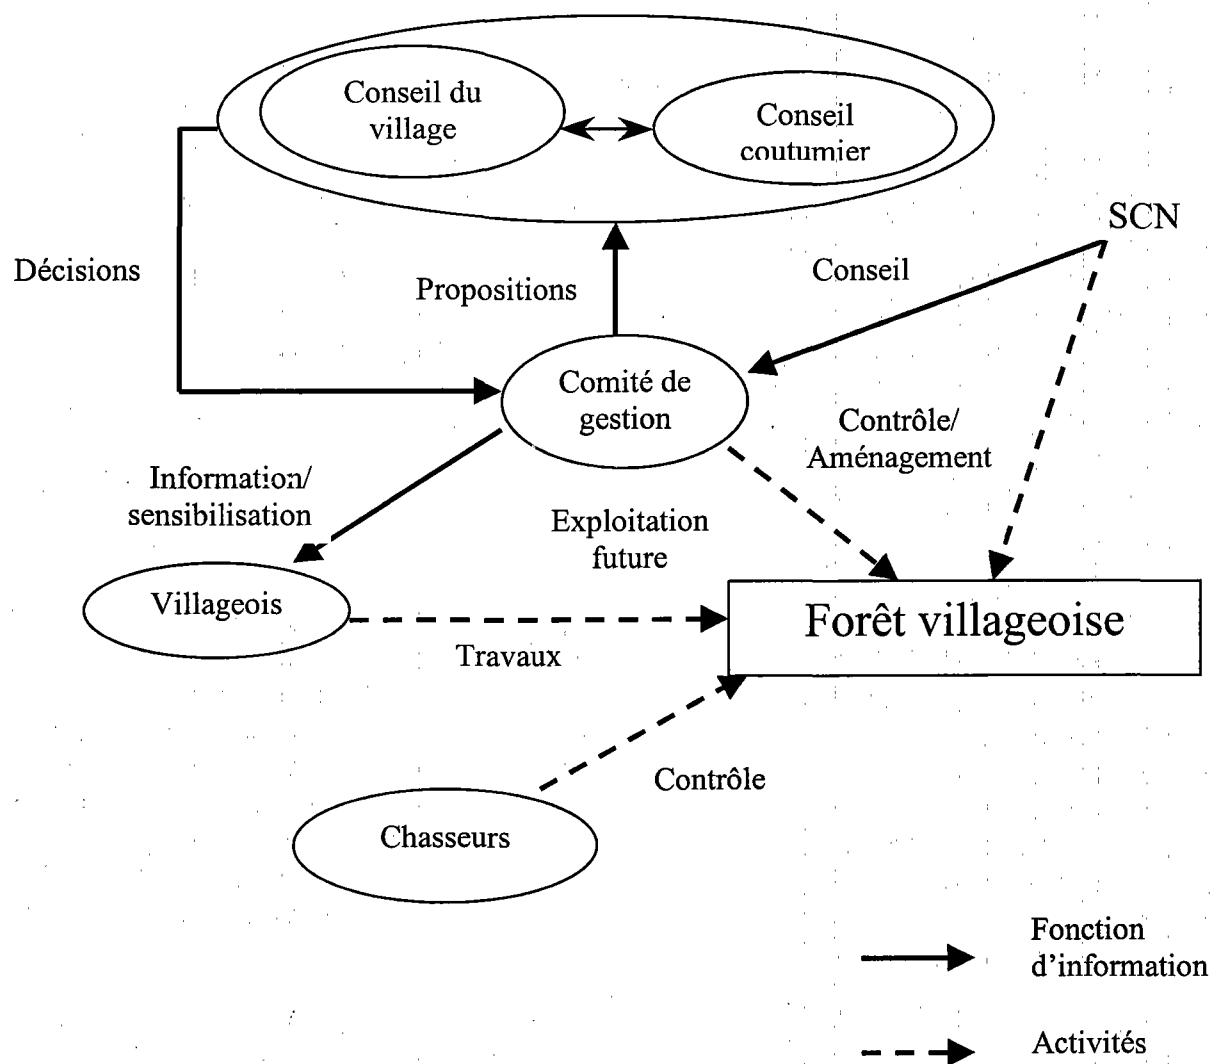 Conseil du
village
Conseil
coutumier
SCN
Décisions
Propositions
Conseil
Comité de
gestion
Contrôle/
Aménagement
Information/
sensibilisation
Exploitation
future
Villageois
Forêt villageoise
Travaux
Contrôle
Chasseurs
Fonction
d'information
Activités